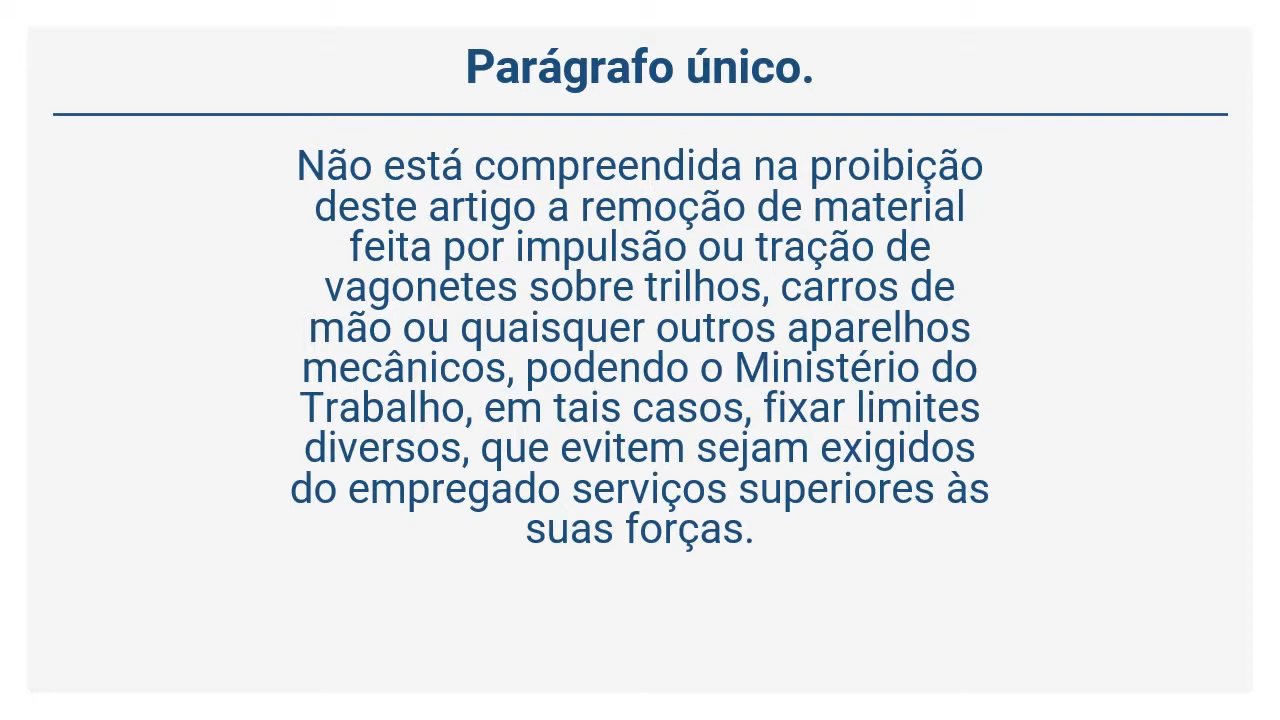 Parágrafo único.
Não está compreendida na proibição
deste artigo a remoção de material
feita por impulsão ou tração de
vagonetes sobre trilhos, carros de
mão ou quaisquer outros aparelhos
mecânicos, podendo o Ministério do
Trabalho, em tais casos, fixar limites
diversos, que evitem sejam exigidos
do empregado serviços superiores às
suas forças.